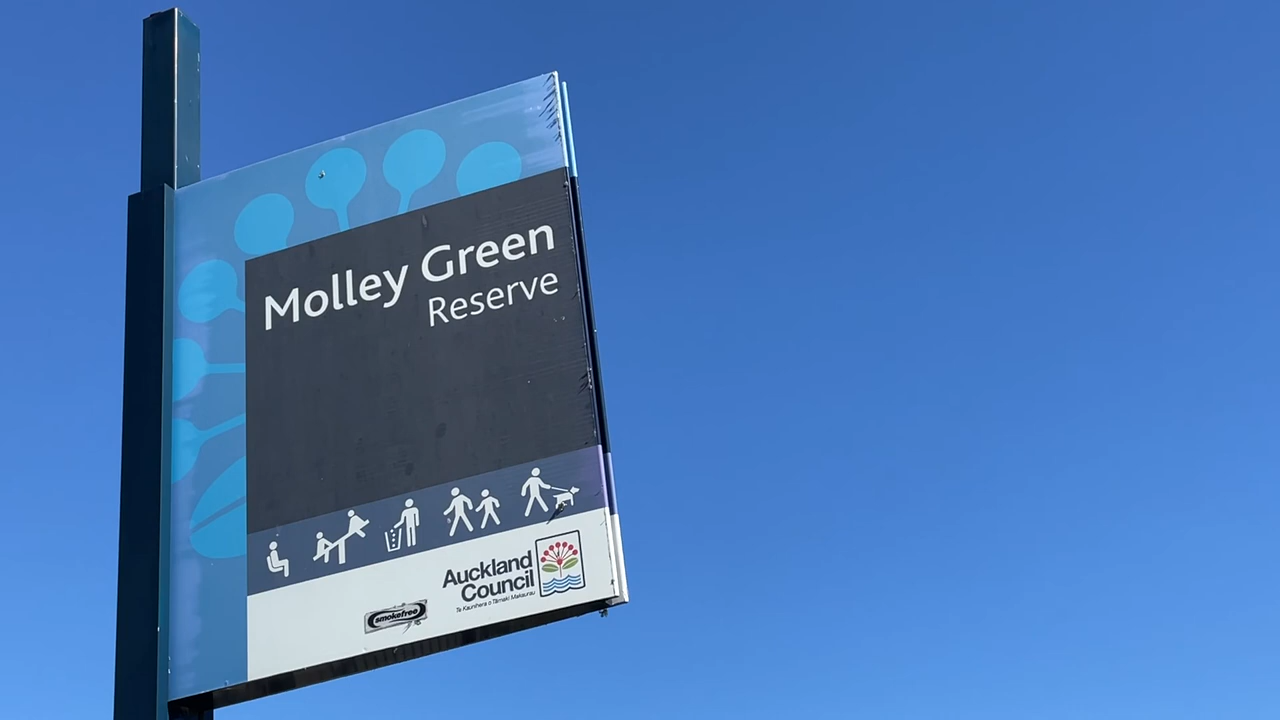 Molley Green
Reserve
Auckland
Council
Te Kaunihera o Tāmaki Makaurau
smokefree